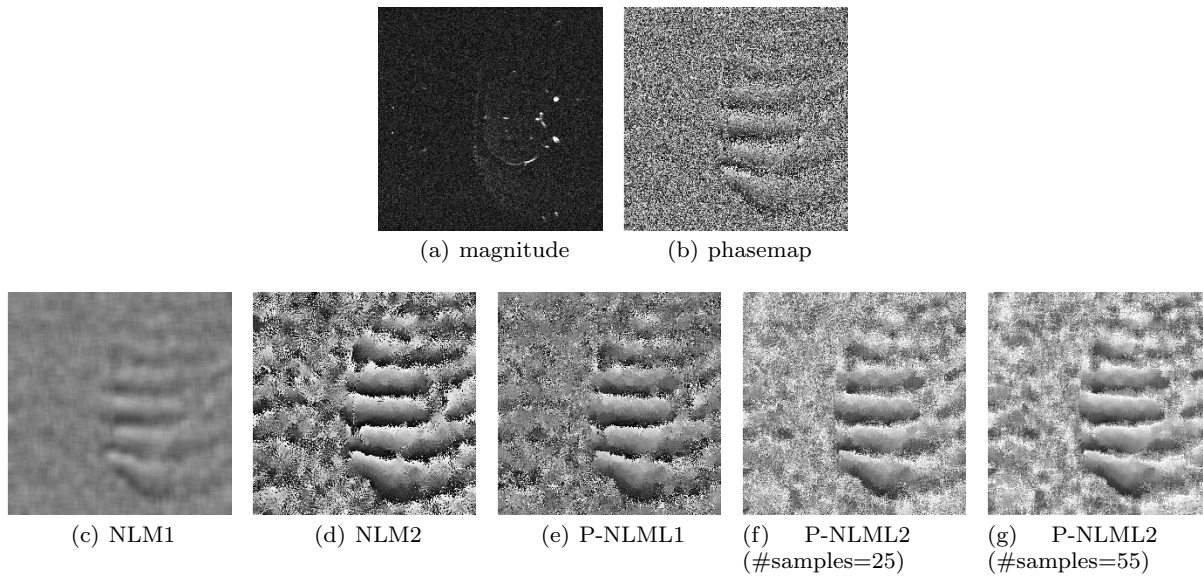 (a) magnitude
(b) phasemap
(c) NLM1
(d) NLM2
(e) P-NLML1
(f) P-NLML2
(#samples=25)
(g) P-NLML2
(#samples=55)